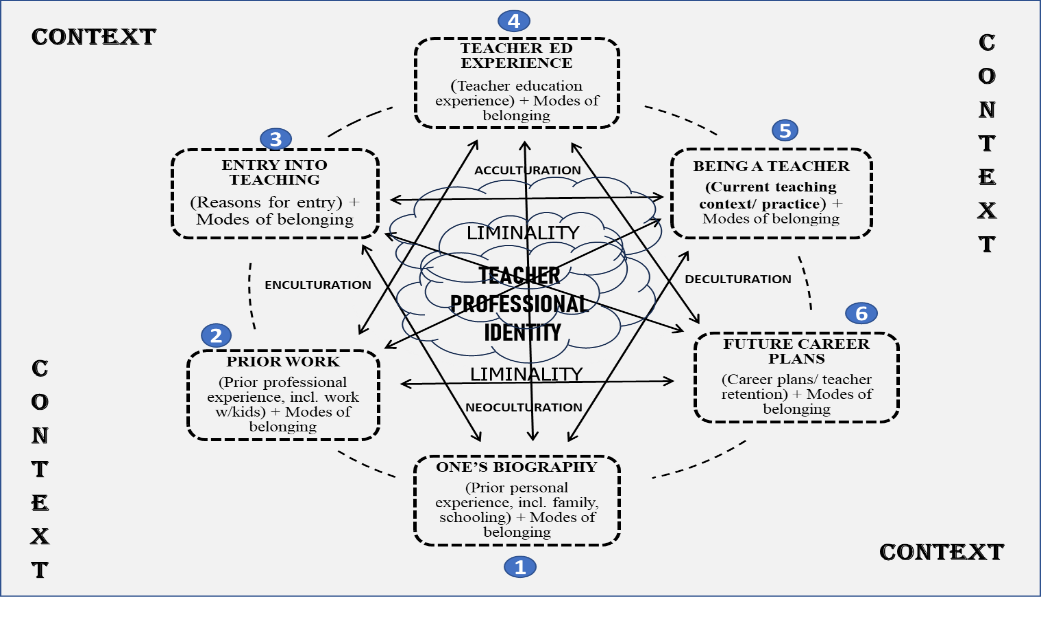 CONTEXT
4
TEACHER ED
EXPERIENCE
(Teacher education
experience) + Modes of
belonging
C
O
N
T
E
X
T
3
ENTRY INTO
TEACHING
(Reasons for entry) +
Modes of belonging
5
BEING A TEACHER
(Current teaching
context/ practice) +
Modes of belonging
ACCULTURATION
LIMINALITY
ENCULTURATION
TEACHER
PROFESSIONAL
IDENTITY
DECULTURATION
2
PRIOR WORK
(Prior professional
experience, incl. work
w/kids) + Modes of
belonging
6
FUTURE CAREER
PLANS
(Career plans/ teacher
retention) + Modes of
belonging
LIMINALITY
NEOCULTURATION
C
O
N
T
E
X
T
ONE'S BIOGRAPHY
(Prior personal
experience, incl. family,
schooling) + Modes of
belonging
1
CONTEXT